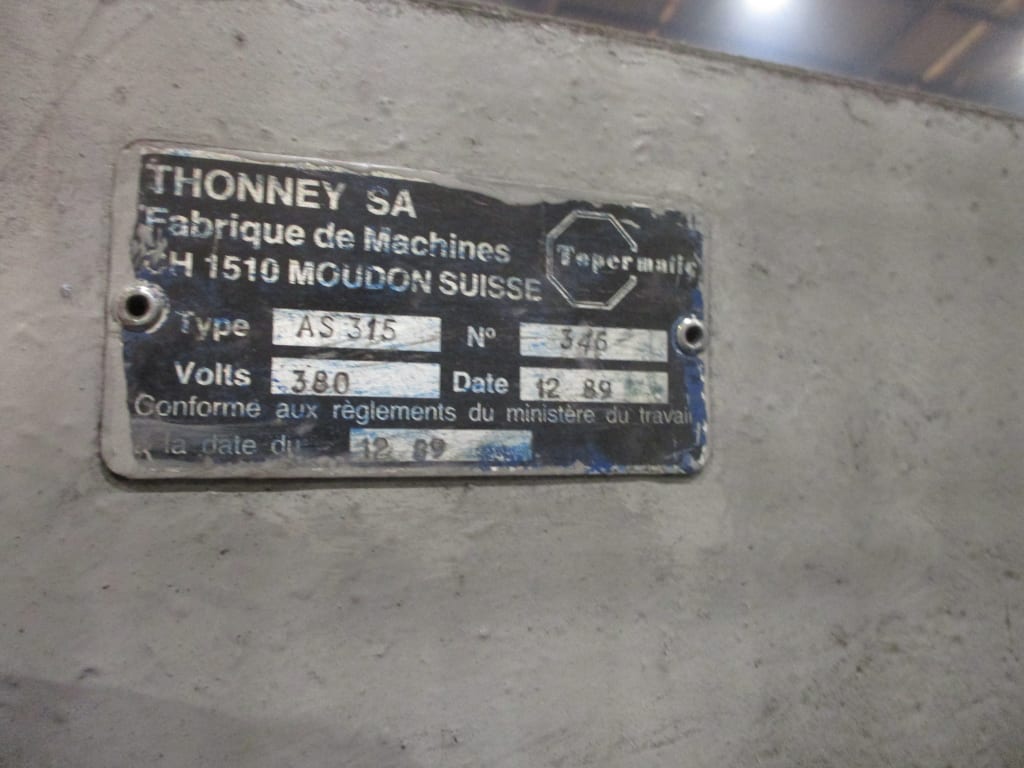 THONNEY SA
Fabrique de Machines
CH 1510 MOUDON SUISSE
Tapermatic
Type AS 315 Nº 346
Volts 380 Date 12 89
Conforme aux règlements du ministère du travail
à la date du 12 89